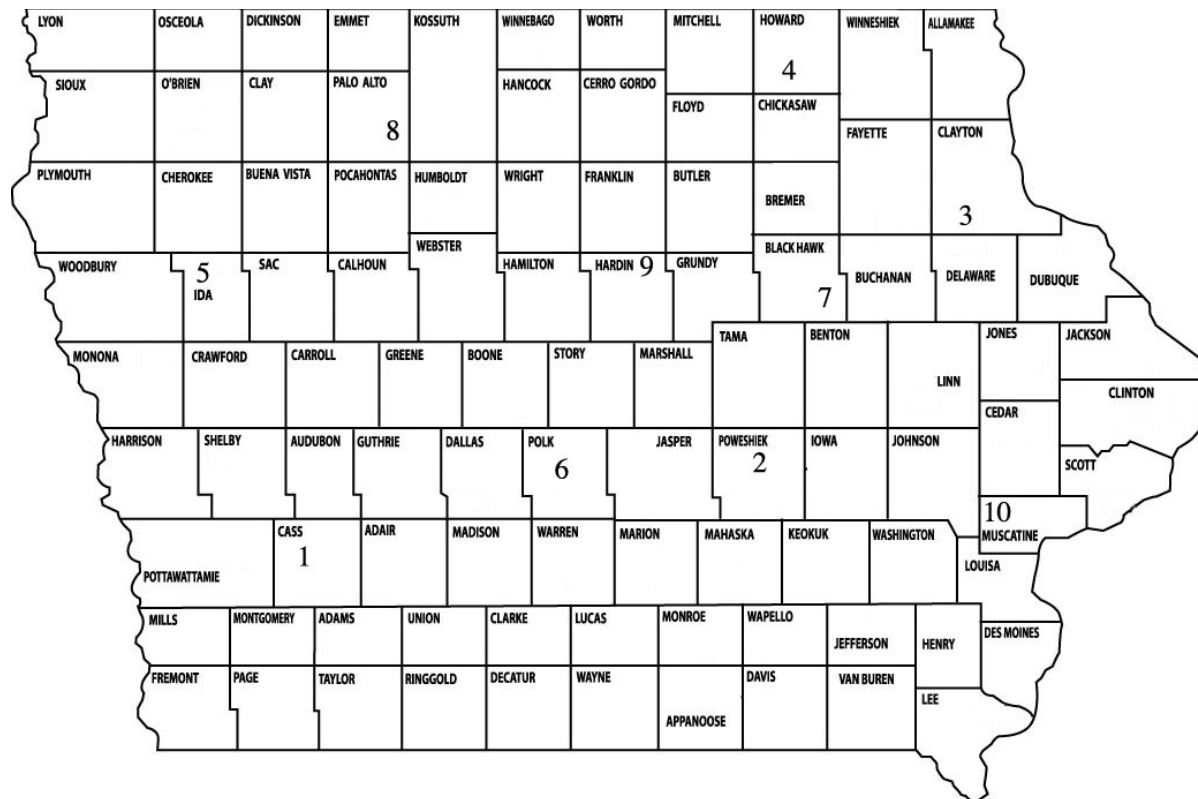 LYON
OSCEOLA
DICKINSON
EMMET
KOSSUTH
WINNEBAGO
WORTH
MITCHELL
HOWARD
WINNESHIEK
ALLAMAKEE
4
SIOUX
O'BRIEN
CLAY
PALO ALTO
HANCOCK
CERRO GORDO
FLOYD
CHICKASAW
8
FAYETTE
CLAYTON
PLYMOUTH
CHEROKEE
BUENA VISTA
POCAHONTAS
HUMBOLDT
WRIGHT
FRANKLIN
BUTLER
BREMER
3
WOODBURY
5
IDA
SAC
CALHOUN
WEBSTER
HAMILTON
HARDIN 9
GRUNDY
BLACK HAWK
7
BUCHANAN
DELAWARE
DUBUQUE
MONONA
CRAWFORD
CARROLL
GREENE
BOONE
STORY
MARSHALL
TAMA
BENTON
LINN
JONES
JACKSON
CLINTON
CEDAR
HARRISON
SHELBY
AUDUBON
GUTHRIE
DALLAS
POLK
6
JASPER
POWESHIEK
2
IOWA
JOHNSON
SCOTT
10
MUSCATINE
POTTAWATTAMIE
CASS
1
ADAIR
MADISON
WARREN
MARION
MAHASKA
KEOKUK
WASHINGTON
LOUISA
MILLS
MONTGOMERY
ADAMS
UNION
CLARKE
LUCAS
MONROE
WAPELLO
JEFFERSON
HENRY
DES MOINES
FREMONT
PAGE
TAYLOR
RINGGOLD
DECATUR
WAYNE
APPANOOSE
DAVIS
VAN BUREN
LEE